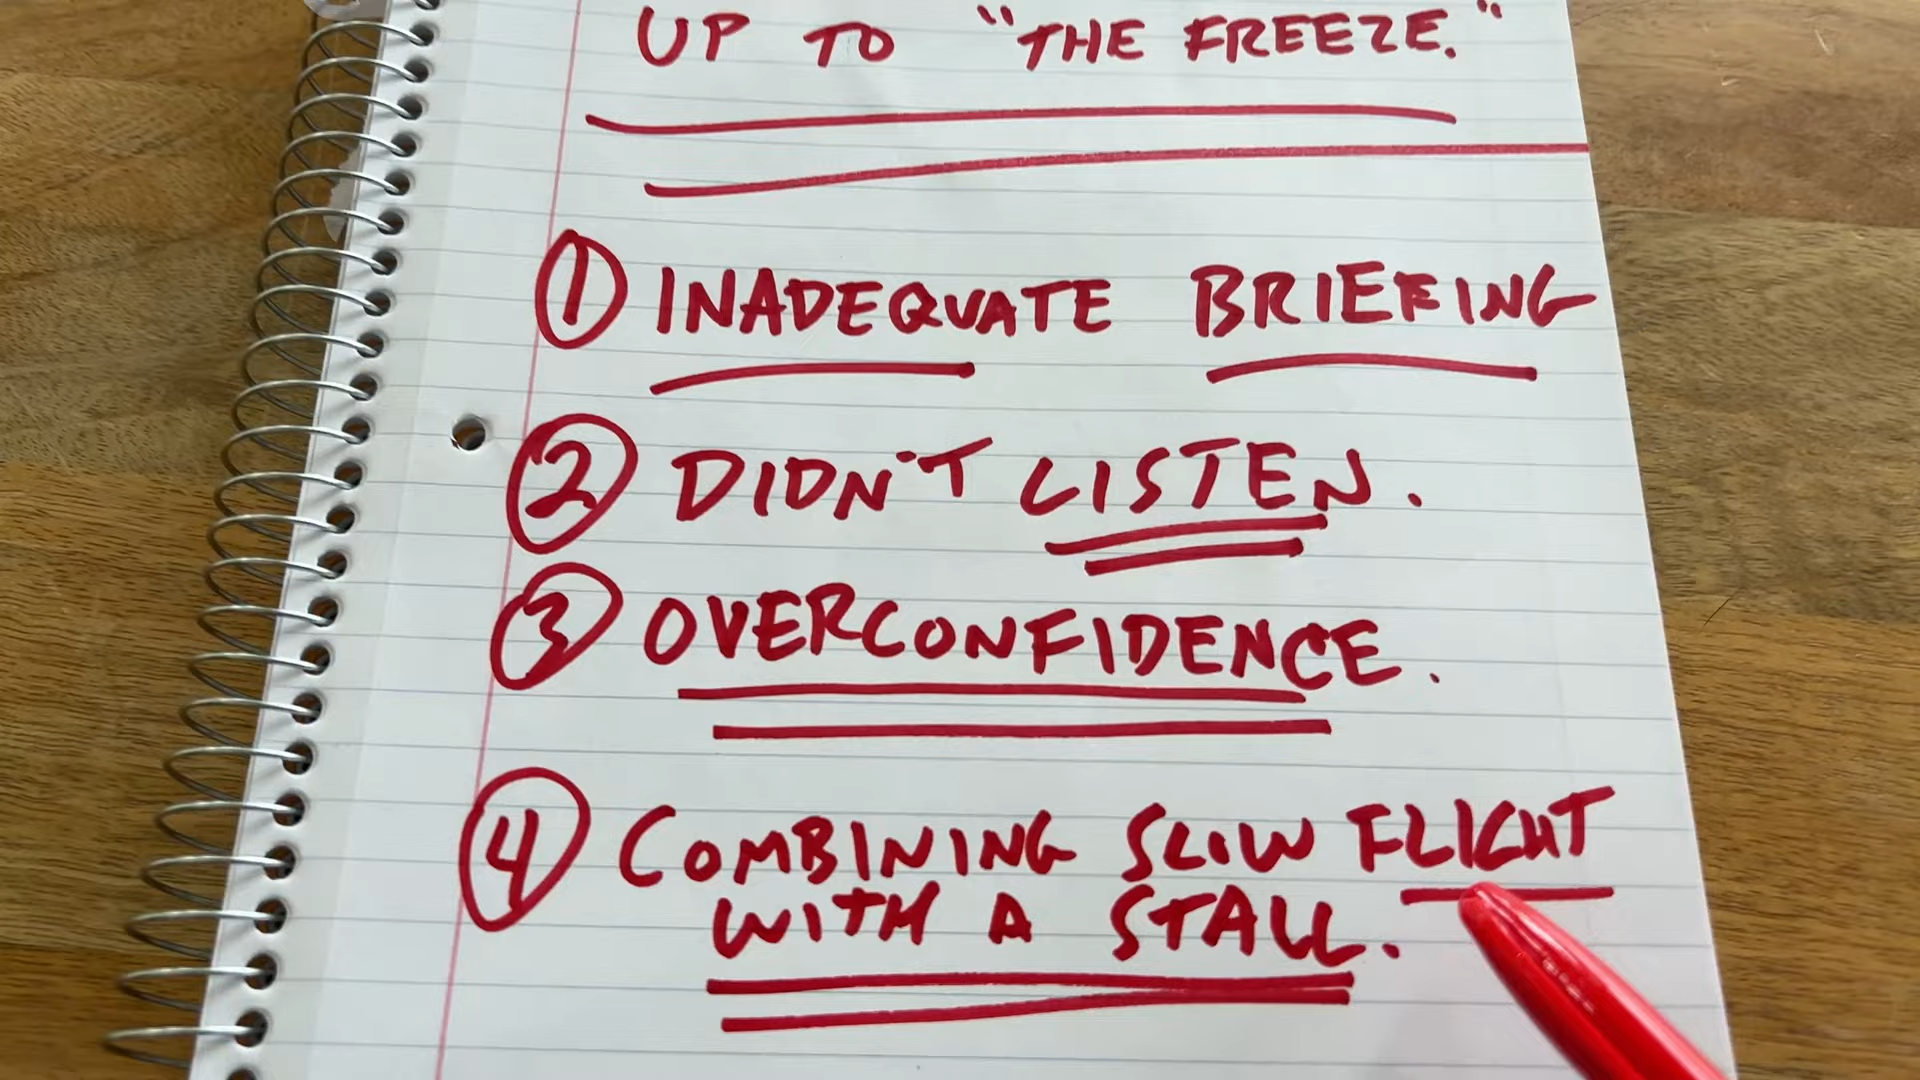 UP TO "THE FREEZE."
① INADEQUATE BRIEFING
② DIDN'T LISTEN.
③ OVERCONFIDENCE.
④ COMBINING SLOW FLIGHT
WITH A STALL.